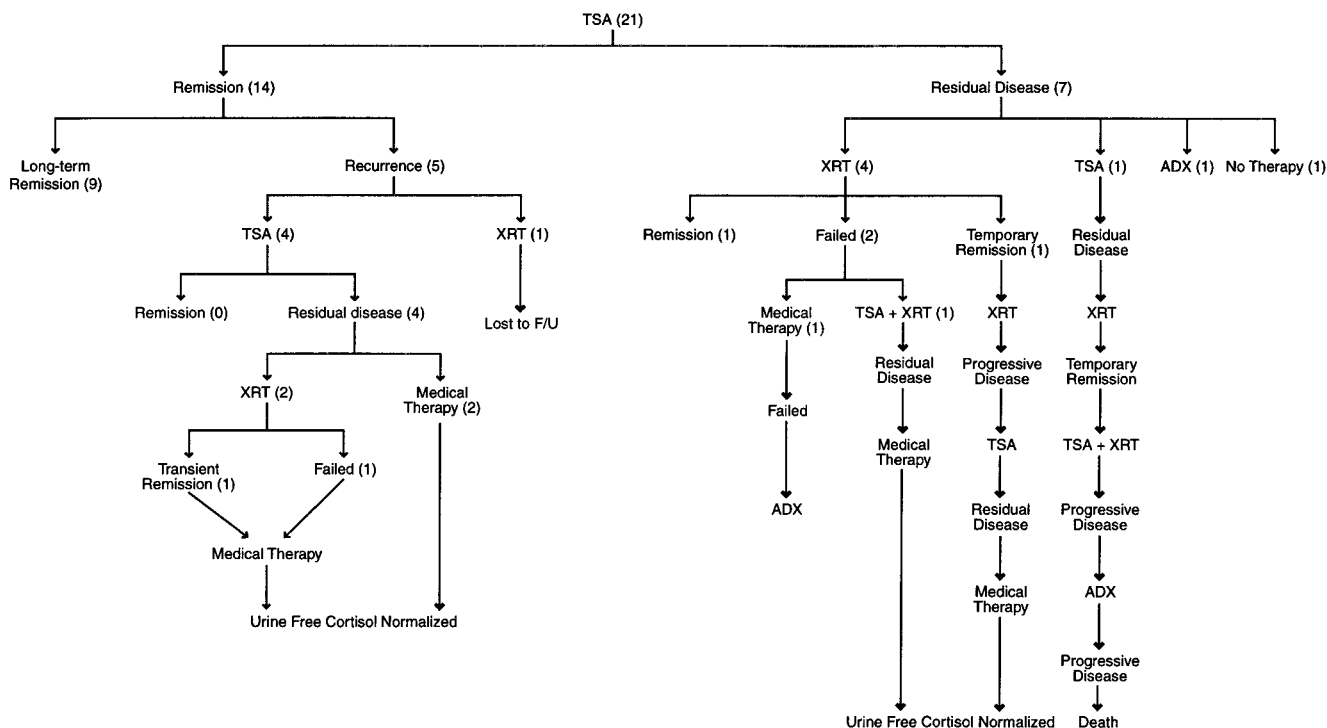 TSA (21)
Remission (14)
Residual Disease (7)
Long-term
Remission (9)
Recurrence (5)
XRT (4)
TSA (1)
ADX (1)
No Therapy (1)
TSA (4)
XRT (1)
Remission (1)
Failed (2)
Temporary
Remission (1)
Residual
Disease
Remission (0)
Residual disease (4)
Lost to F/U
Medical
Therapy (1)
TSA + XRT (1)
XRT
XRT
XRT (2)
Medical
Therapy (2)
Residual
Disease
Progressive
Disease
Temporary
Remission
Failed
Transient
Remission (1)
Failed (1)
Medical
Therapy
TSA
TSA + XRT
ADX
Residual
Disease
Progressive
Disease
Medical Therapy
Medical
Therapy
ADX
Urine Free Cortisol Normalized
Progressive
Disease
Urine Free Cortisol Normalized
Death